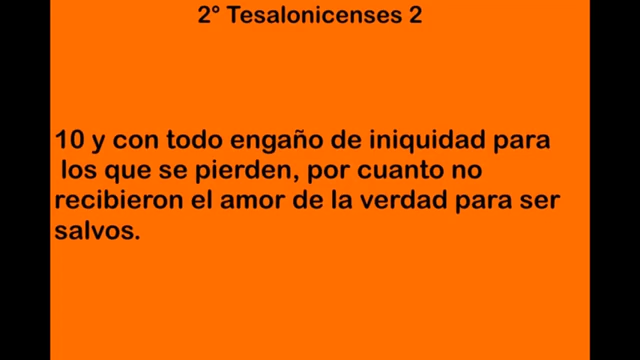 2° Tesalonicenses 2
10 y con todo engaño de iniquidad para
los que se pierden, por cuanto no
recibieron el amor de la verdad para ser
salvos.